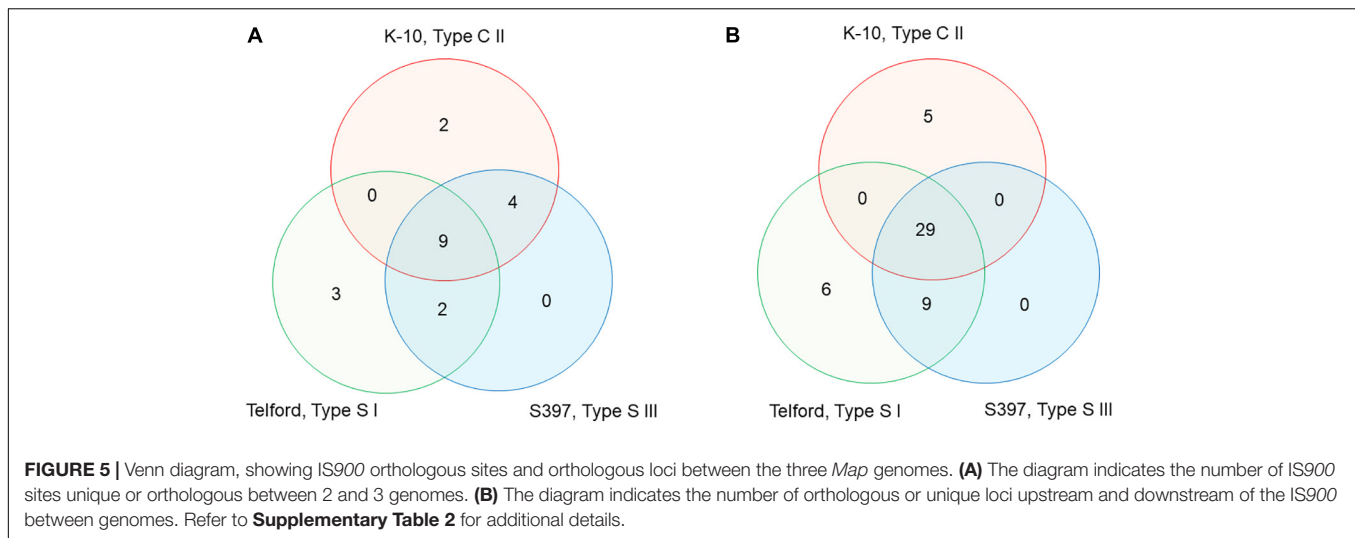 A
K-10, Type C II
2
0
4
9
3
2
0
Telford, Type S I
S397, Type S III
B
K-10, Type C II
5
0
0
29
6
9
0
Telford, Type S I
S397, Type S III
FIGURE 5 | Venn diagram, showing IS900 orthologous sites and orthologous loci between the three Map genomes. (A) The diagram indicates the number of IS900
sites unique or orthologous between 2 and 3 genomes. (B) The diagram indicates the number of orthologous or unique loci upstream and downstream of the IS900
between genomes. Refer to Supplementary Table 2 for additional details.